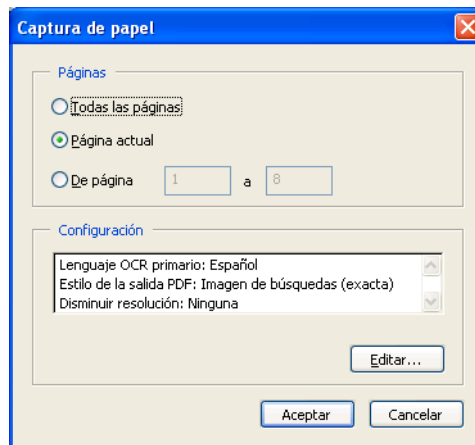 Captura de papel
Páginas
Todas las páginas
Página actual
De página 1 a 8
Configuración
Lenguaje OCR primario: Español
Estilo de la salida PDF: Imagen de búsquedas (exacta)
Disminuir resolución: Ninguna
Editar...
Aceptar Cancelar